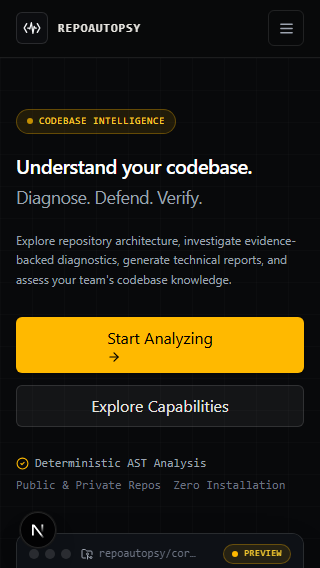 REPOAUTOPSY
CODEBASE INTELLIGENCE
Understand your codebase.
Diagnose. Defend. Verify.
Explore repository architecture, investigate evidence-
backed diagnostics, generate technical reports, and
assess your team's codebase knowledge.
Start Analyzing
→
Explore Capabilities
Deterministic AST Analysis
Public & Private Repos Zero Installation
N
repoautopsy/cor… PREVIEW